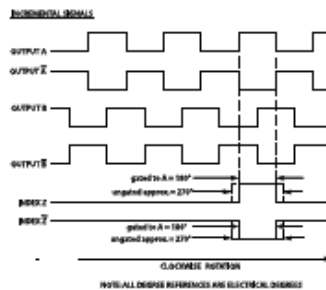 INCREMENTAL SIGNALS
OUTPUT A
OUTPUT A̅
OUTPUT B
OUTPUT B̅
gated to A = 180°
ungated approx. = 270°
INDEX Z
INDEX Z̅
gated to A = 180°
ungated approx. = 270°
CLOCKWISE ROTATION
NOTE: ALL DEGREE REFERENCES ARE ELECTRICAL DEGREES